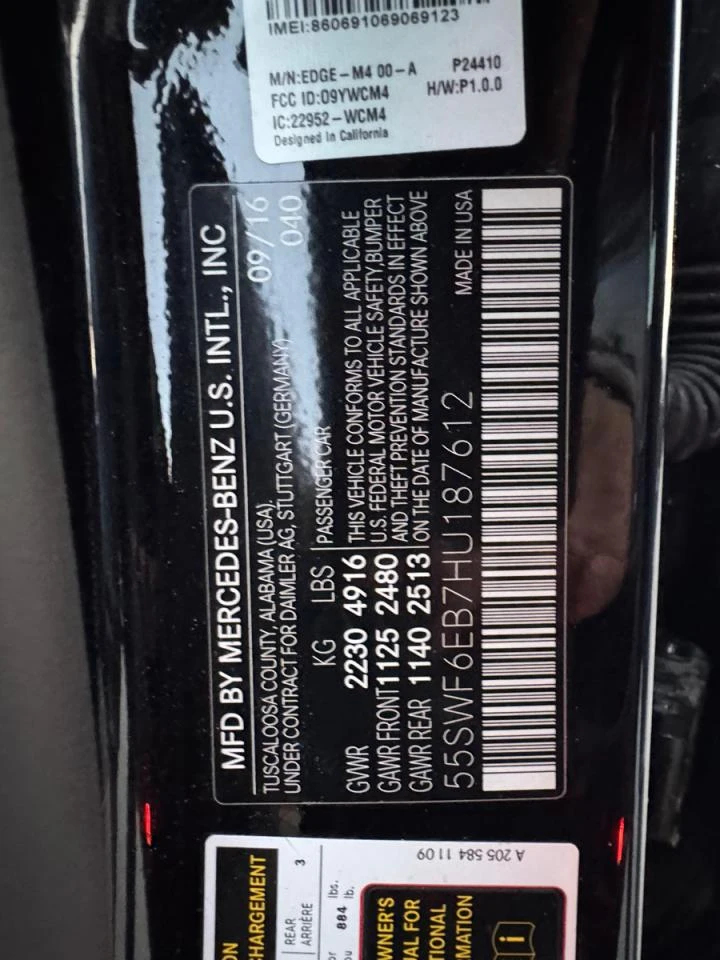 IMEI:860691069069123
M/N:EDGE-M4 00-A P24410
FCC ID:O9YWCM4 H/W:P1.0.0
IC:22952-WCM4
Designed in California
MFD BY MERCEDES-BENZ U.S. INTL., INC
TUSCALOOSA COUNTY, ALABAMA (USA), 09/16
UNDER CONTRACT FOR DAIMLER AG, STUTTGART (GERMANY) 040
KG LBS PASSENGER CAR
GVWR 2230 4916 THIS VEHICLE CONFORMS TO ALL APPLICABLE
GAWR FRONT 1125 2480 U.S. FEDERAL MOTOR VEHICLE SAFETY,BUMPER
GAWR REAR 1140 2513 AND THEFT PREVENTION STANDARDS IN EFFECT
ON THE DATE OF MANUFACTURE SHOWN ABOVE
55SWF6EB7HU187612 MADE IN USA
CHARGEMENT
REAR 3
ARRIÈRE
lbs.
884 lb.
A 205 584 11 09